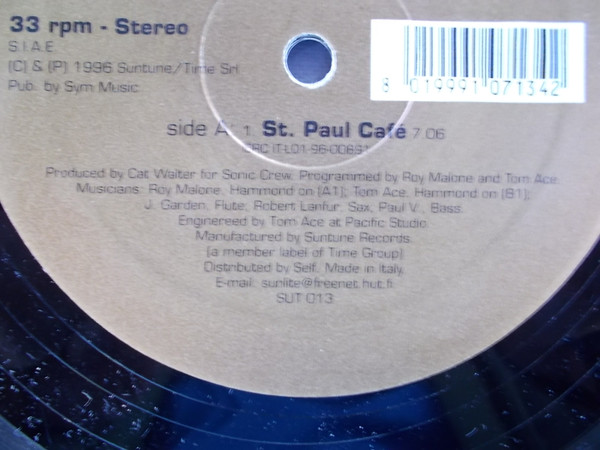 33 rpm - Stereo
S.I.A.E.
(C) & (P) 1996 Suntune/Time Srl
Pub. by Sym Music
8 019991 071342
side A: 1. St. Paul Café 7.06
ISRC IT-L01-96-00691
Produced by Cat Walter for Sonic Crew. Programmed by Roy Malone and Tom Ace.
Musicians: Roy Malone, Hammond on (A1); Tom Ace, Hammond on (B1);
J. Garden, Flute; Robert Lanfur, Sax; Paul V., Bass.
Enginereed by Tom Ace at Pacific Studio.
Manufactured by Suntune Records
(a member label of Time Group)
Distributed by Self. Made in Italy.
E-mail: sunlite@freenet.hut.fi
SUT 013